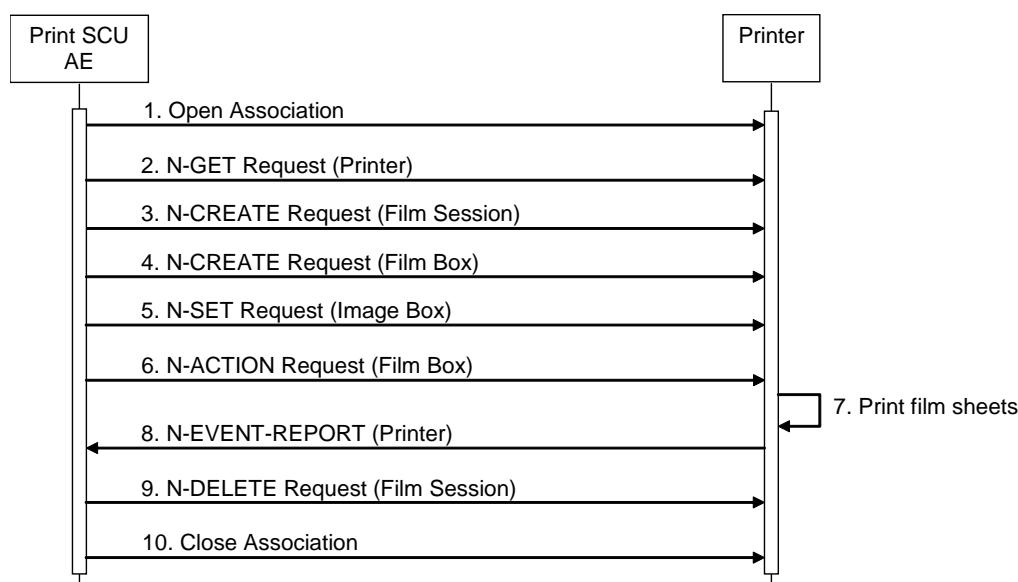 Print SCU
AE
Printer
1. Open Association
2. N-GET Request (Printer)
3. N-CREATE Request (Film Session)
4. N-CREATE Request (Film Box)
5. N-SET Request (Image Box)
6. N-ACTION Request (Film Box)
7. Print film sheets
8. N-EVENT-REPORT (Printer)
9. N-DELETE Request (Film Session)
10. Close Association